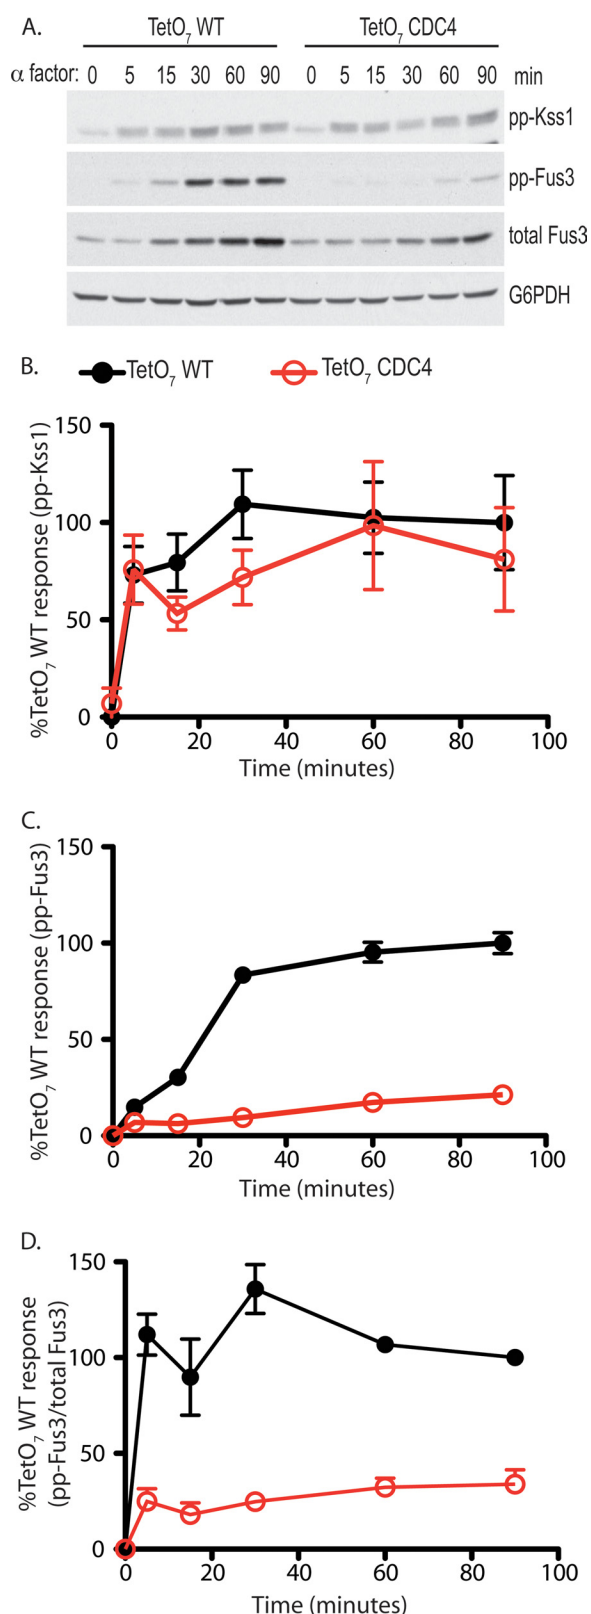 A.
TetO7 WT TetO7 CDC4
α factor: 0 5 15 30 60 90 0 5 15 30 60 90 min
pp-Kss1
pp-Fus3
total Fus3
G6PDH
B.
TetO7 WT TetO7 CDC4
%TetO7 WT response (pp-Kss1)
150
100
50
0
0 20 40 60 80 100
Time (minutes)
C.
%TetO7 WT response (pp-Fus3)
150
100
50
0
0 20 40 60 80 100
Time (minutes)
D.
%TetO7 WT response
(pp-Fus3/total Fus3)
150
100
50
0
0 20 40 60 80 100
Time (minutes)